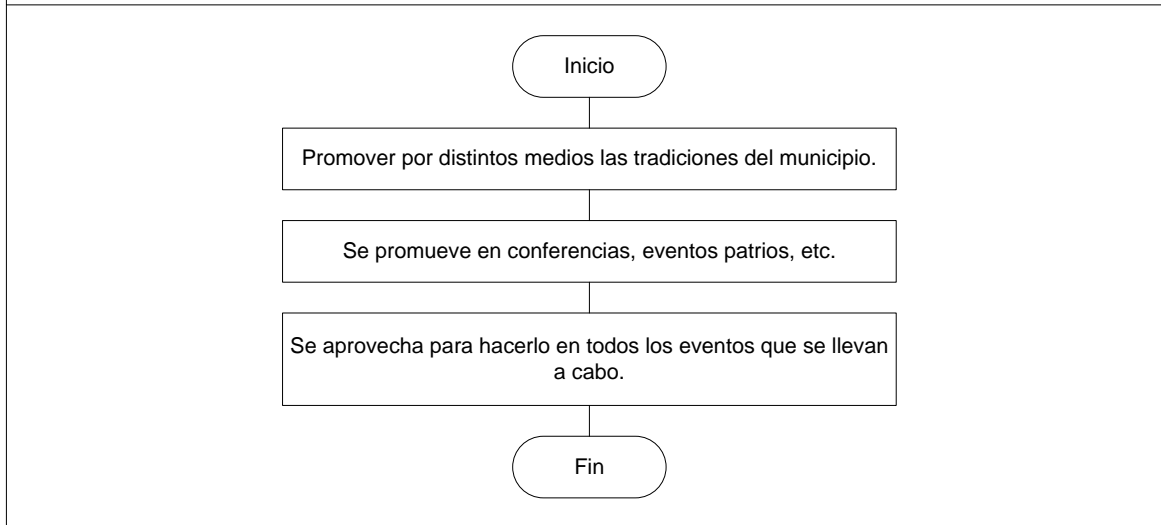 Inicio
Promover por distintos medios las tradiciones del municipio.
Se promueve en conferencias, eventos patrios, etc.
Se aprovecha para hacerlo en todos los eventos que se llevan
a cabo.
Fin